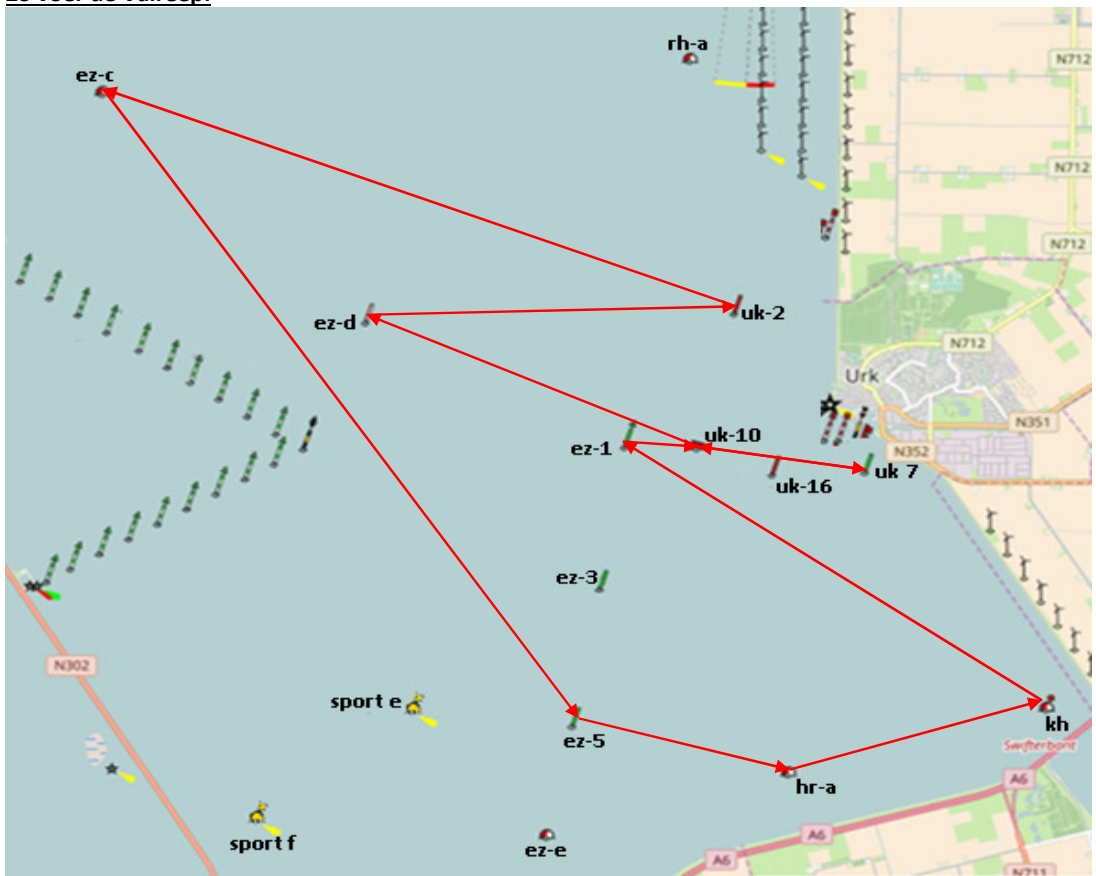 rh-a
N712
ez-c
N712
N712
uk-2
ez-d
N712
Urk
N351
uk-10
ez-1
N352
uk 7
uk-16
ez-3
N302
sport e
kh
ez-5
Swifterbant
A6
hr-a
A6
sport f
ez-e
A6
N711